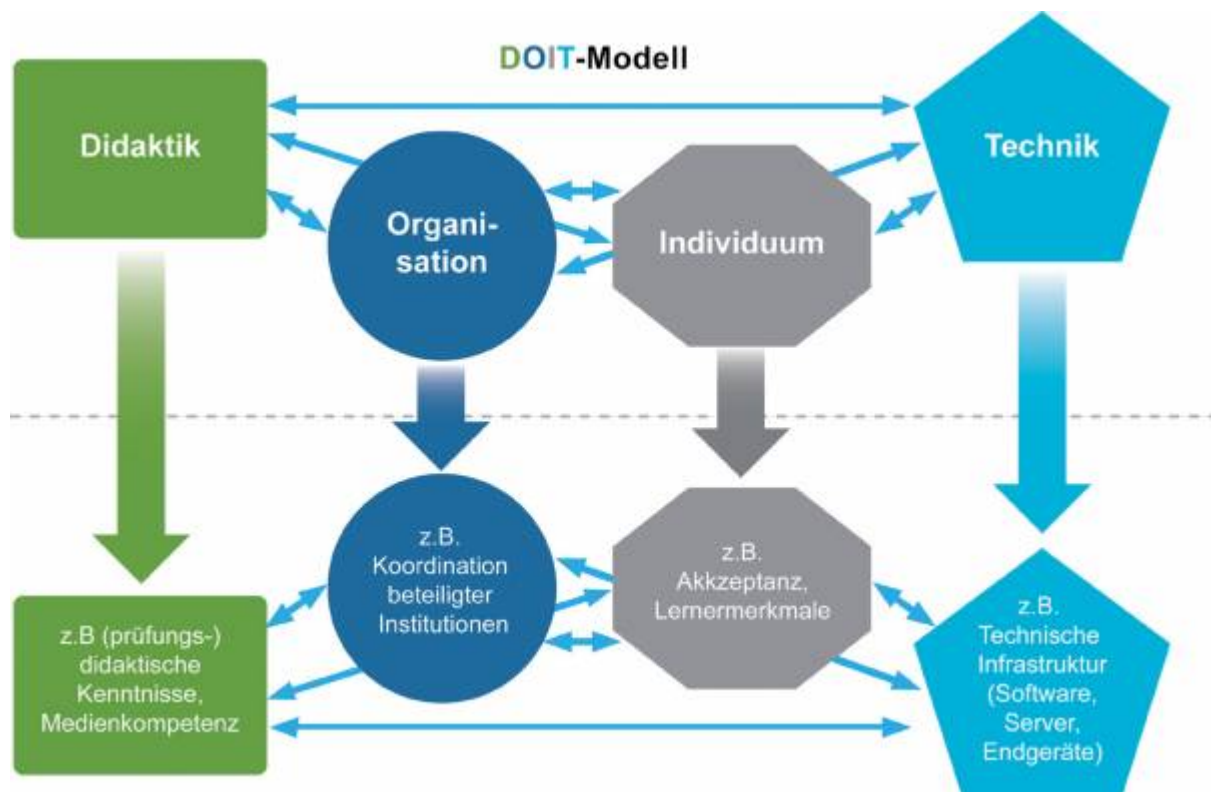 DOIT-Modell
Didaktik
Organi-
sation
Individuum
Technik
z.B (prüfungs-)
didaktische
Kenntnisse,
Medienkompetenz
z.B.
Koordination
beteiligter
Institutionen
z.B.
Akkzeptanz,
Lernermerkmale
z.B.
Technische
Infrastruktur
(Software,
Server,
Endgeräte)